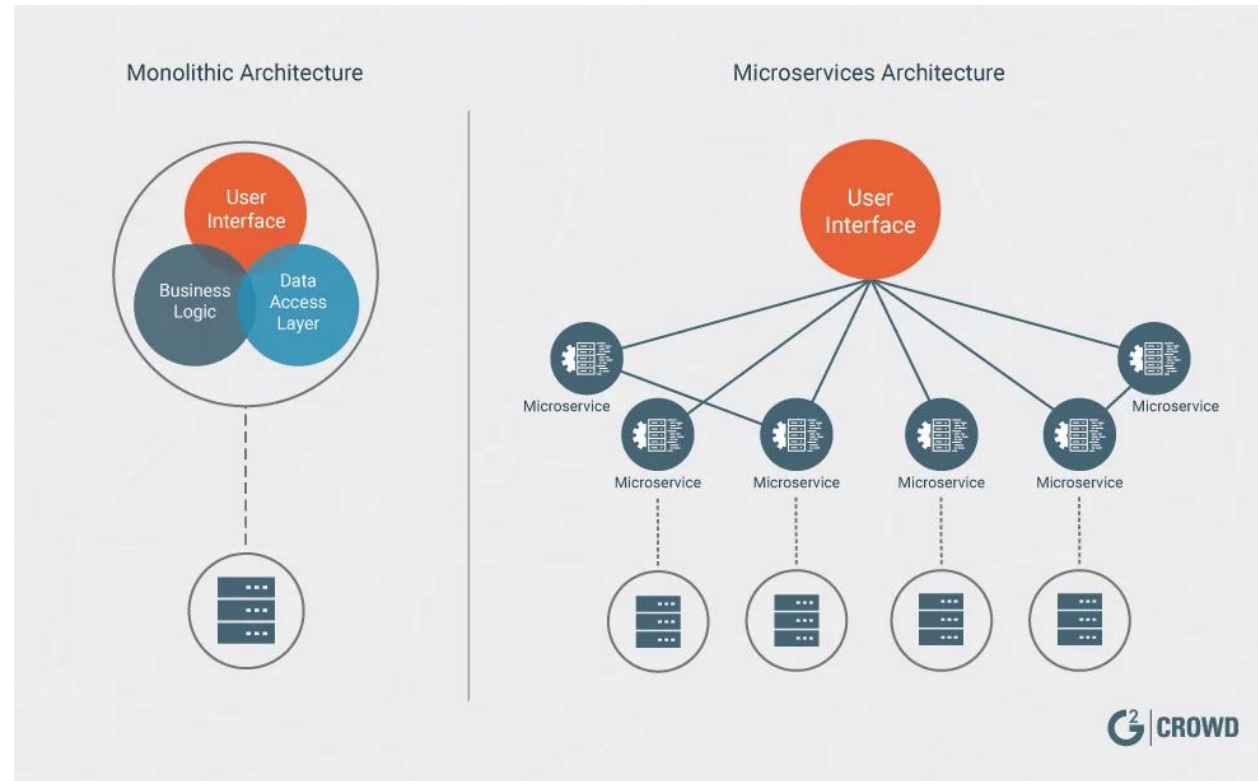 Monolithic Architecture
User
Interface
Business
Logic
Data
Access
Layer
Microservices Architecture
User
Interface
Microservice
Microservice
Microservice
Microservice
Microservice
Microservice
G2 | CROWD